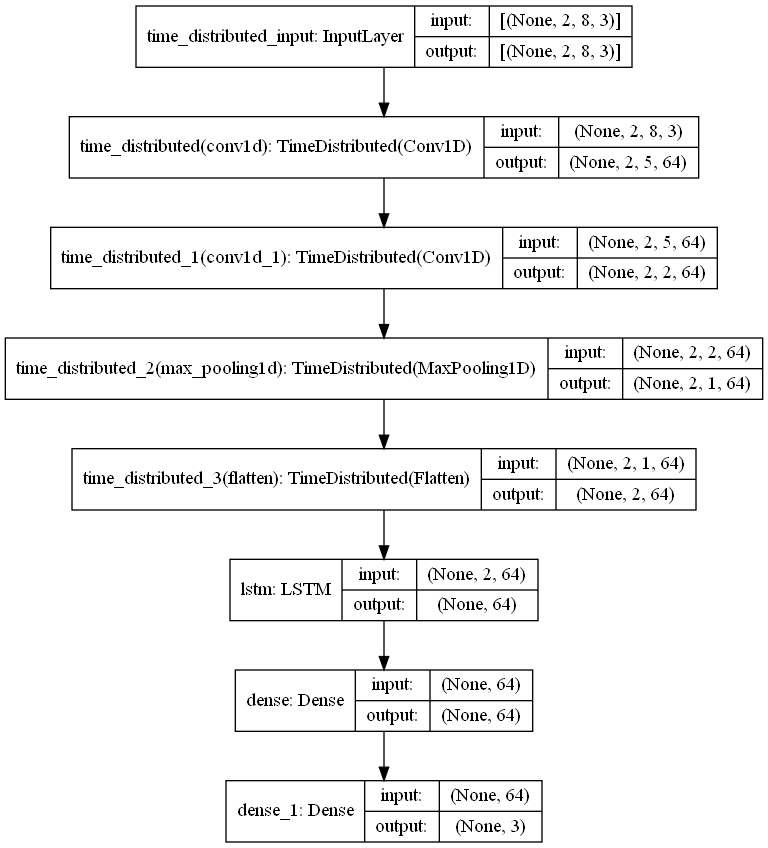 time_distributed_input: InputLayer
input: [(None, 2, 8, 3)]
output: [(None, 2, 8, 3)]
time_distributed(conv1d): TimeDistributed(Conv1D)
input: (None, 2, 8, 3)
output: (None, 2, 5, 64)
time_distributed_1(conv1d_1): TimeDistributed(Conv1D)
input: (None, 2, 5, 64)
output: (None, 2, 2, 64)
time_distributed_2(max_pooling1d): TimeDistributed(MaxPooling1D)
input: (None, 2, 2, 64)
output: (None, 2, 1, 64)
time_distributed_3(flatten): TimeDistributed(Flatten)
input: (None, 2, 1, 64)
output: (None, 2, 64)
lstm: LSTM
input: (None, 2, 64)
output: (None, 64)
dense: Dense
input: (None, 64)
output: (None, 64)
dense_1: Dense
input: (None, 64)
output: (None, 3)